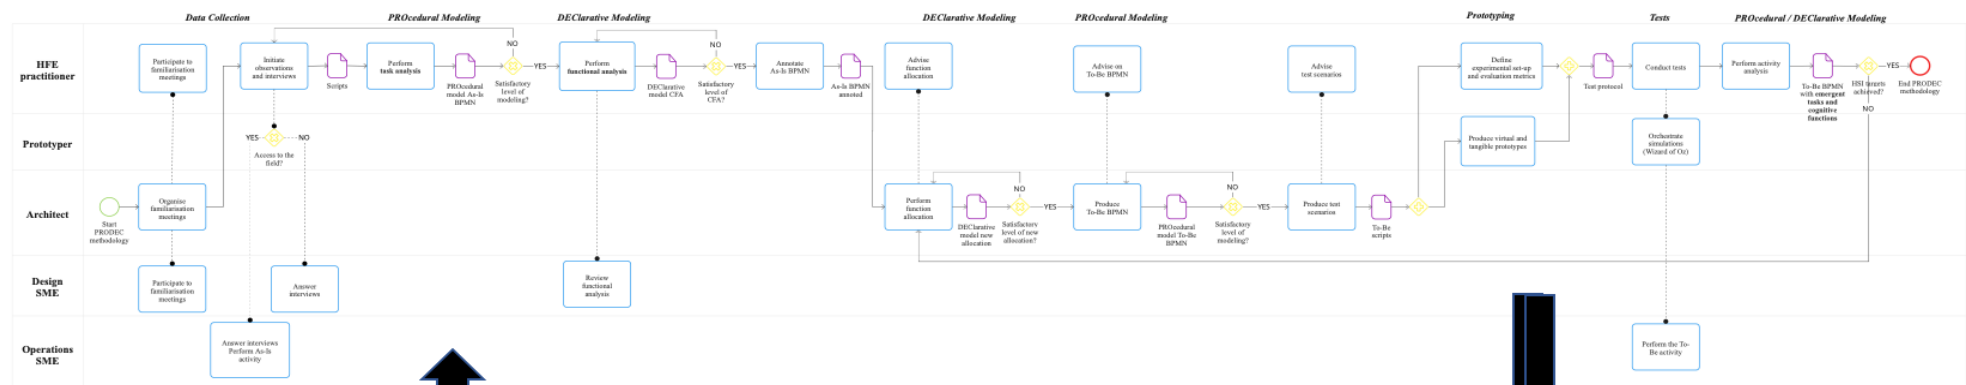 Data Collection
PROcedural Modeling
DEClarative Modeling
DEClarative Modeling
PROcedural Modeling
Prototyping
Tests
PROcedural / DEClarative Modeling
HFE
practitioner
Participate to
familiarisation
meetings
Initiate
observations
and interviews
Scripts
Perform
task analysis
PROcedural
model As-Is
BPMN
NO
Satisfactory
level of
modeling?
YES
Perform
functional analysis
DEClarative
model CFA
NO
Satisfactory
level of
CFA?
YES
Annotate
As-Is BPMN
As-Is BPMN
annoted
Advise
function
allocation
Advise on
To-Be BPMN
Advise
test scenarios
Define
experimental set-up
and evaluation metrics
Test protocol
Conduct tests
Perform activity
analysis
To-Be BPMN
with emergent
tasks and
cognitive
functions
HSI targets
achieved?
YES
NO
End PRODEC
methodology
Prototyper
YES
NO
Access to the
field?
Produce virtual and
tangible prototypes
Orchestrate
simulations
(Wizard of Oz)
Architect
Start
PRODEC
methodology
Organise
familiarisation
meetings
Perform
function
allocation
DEClarative
model new
allocation
NO
Satisfactory
level of new
allocation?
YES
Produce
To-Be BPMN
PROcedural
model To-Be
BPMN
NO
Satisfactory
level of
modeling?
YES
Produce test
scenarios
To-Be
scripts
Design
SME
Participate to
familiarisation
meetings
Answer
interviews
Review
functional
analysis
Operations
SME
Answer interviews
Perform As-Is
activity
Perform the To-
Be activity